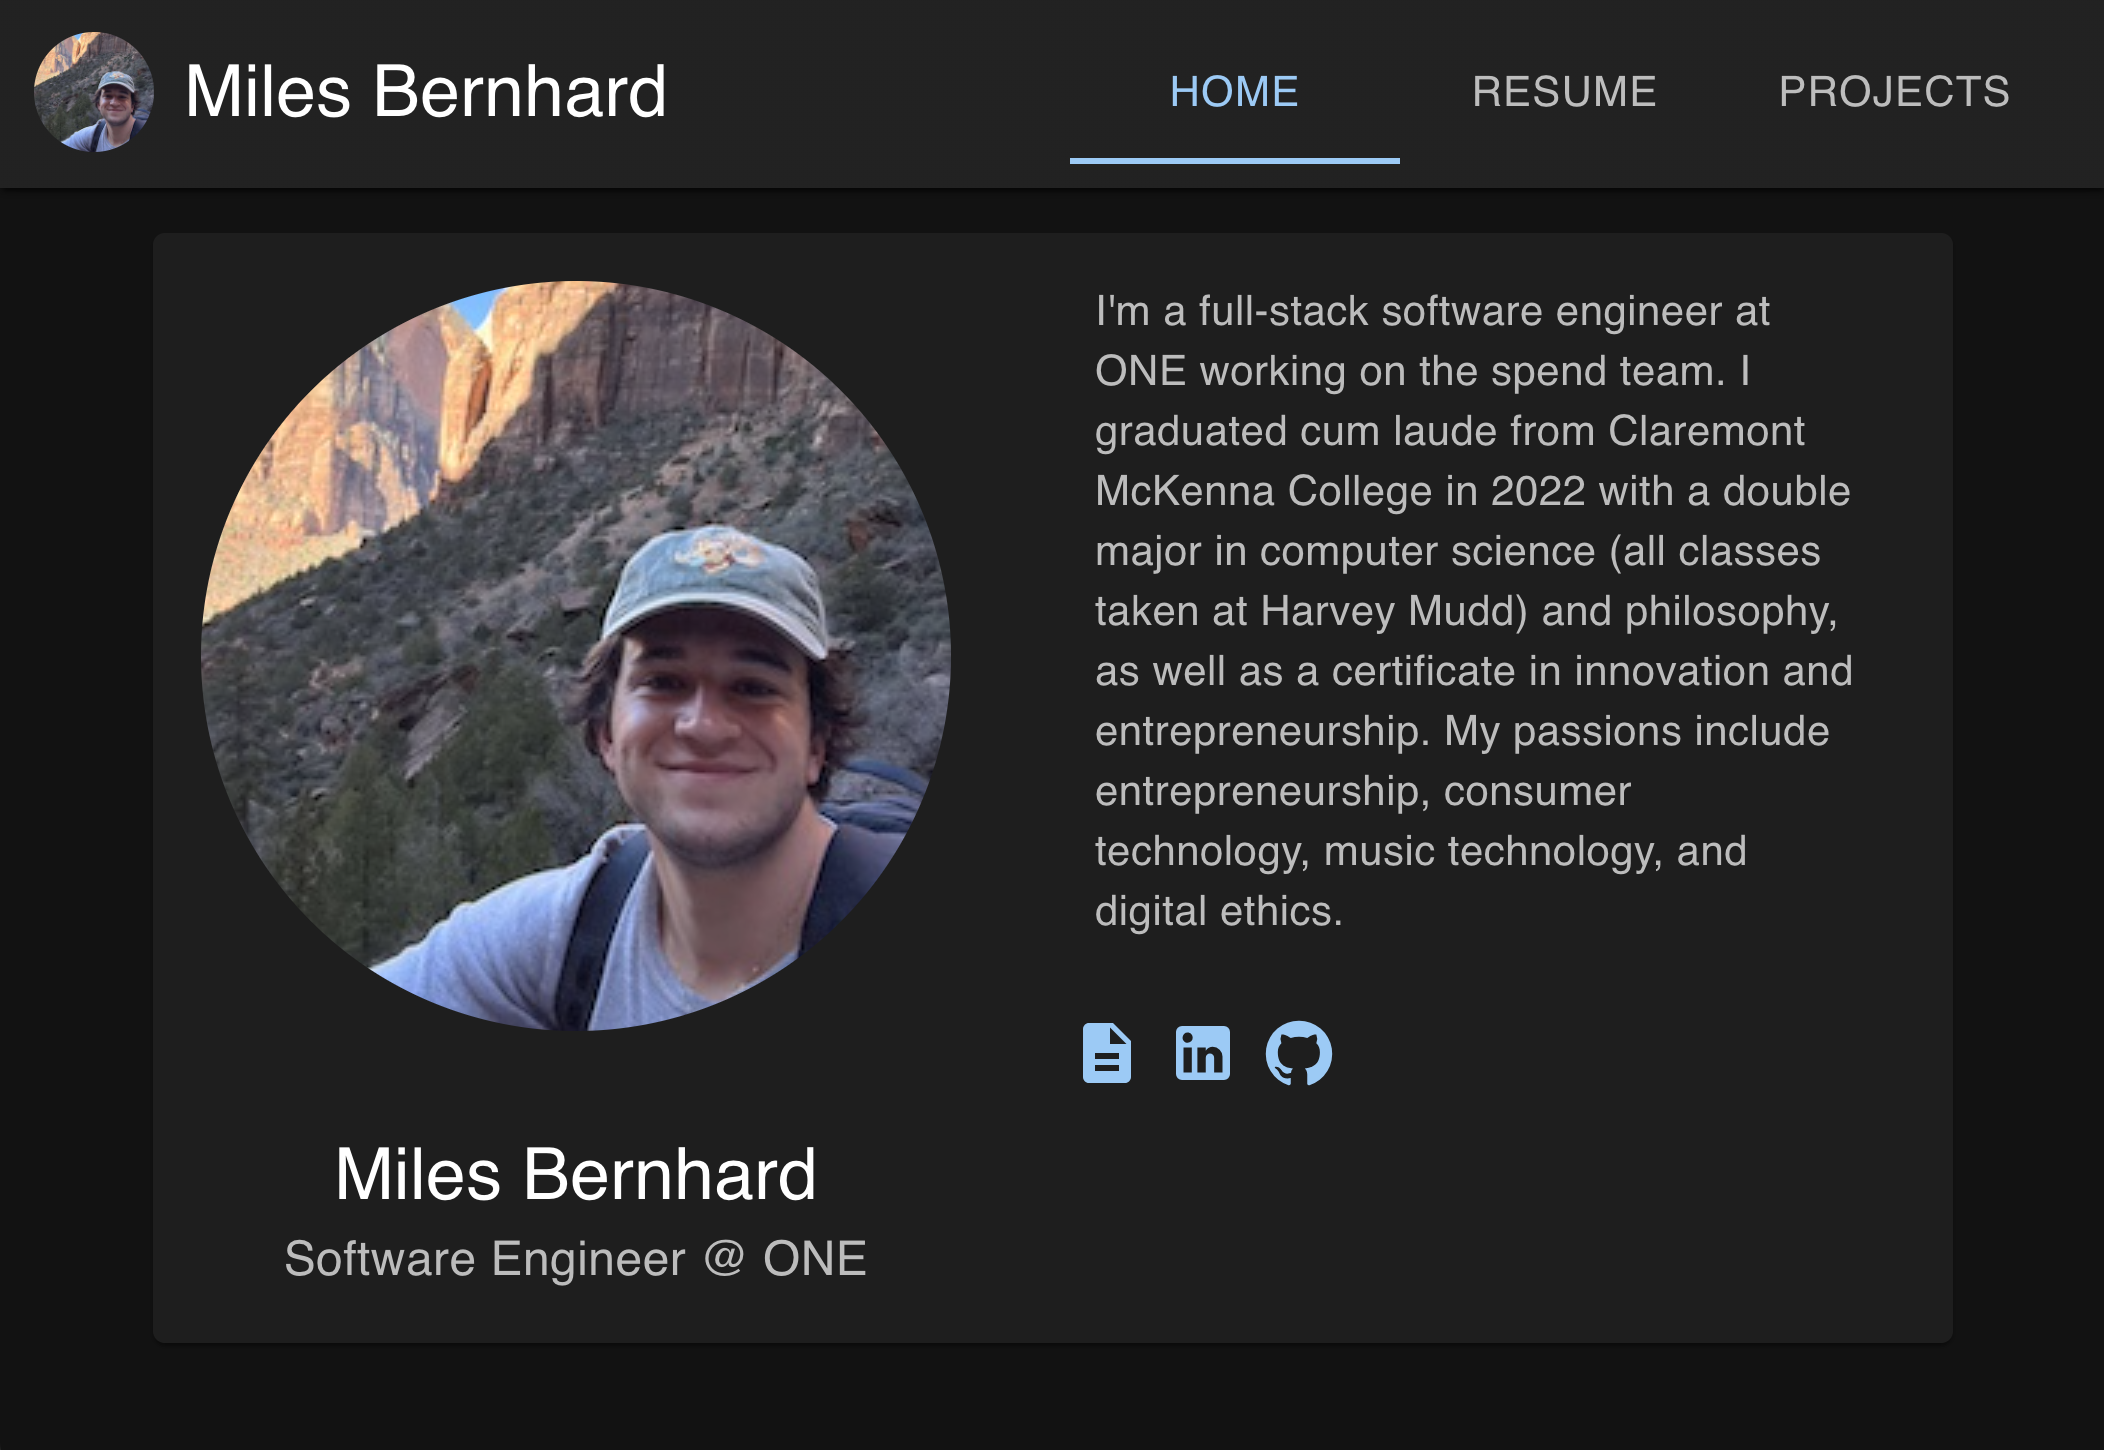 Miles Bernhard
HOME
RESUME
PROJECTS
I'm a full-stack software engineer at
ONE working on the spend team. I
graduated cum laude from Claremont
McKenna College in 2022 with a double
major in computer science (all classes
taken at Harvey Mudd) and philosophy,
as well as a certificate in innovation and
entrepreneurship. My passions include
entrepreneurship, consumer
technology, music technology, and
digital ethics.
in
Miles Bernhard
Software Engineer @ ONE